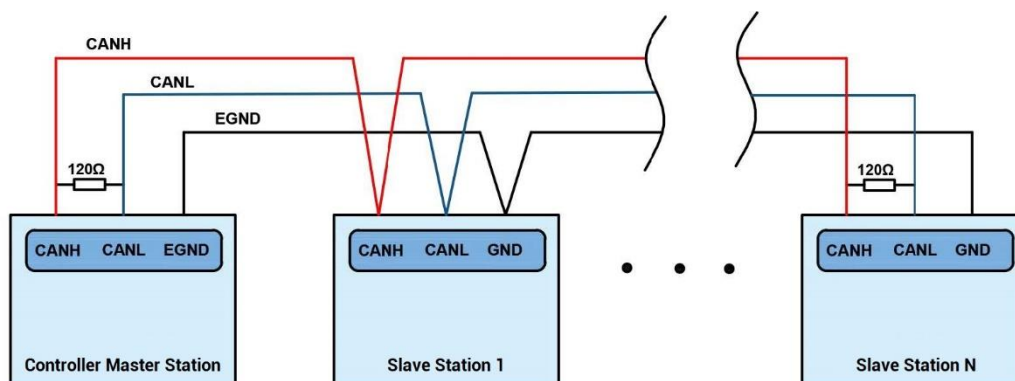 CANH
CANL
EGND
120Ω
120Ω
CANH CANL EGND
CANH CANL GND
CANH CANL GND
Controller Master Station
Slave Station 1
Slave Station N